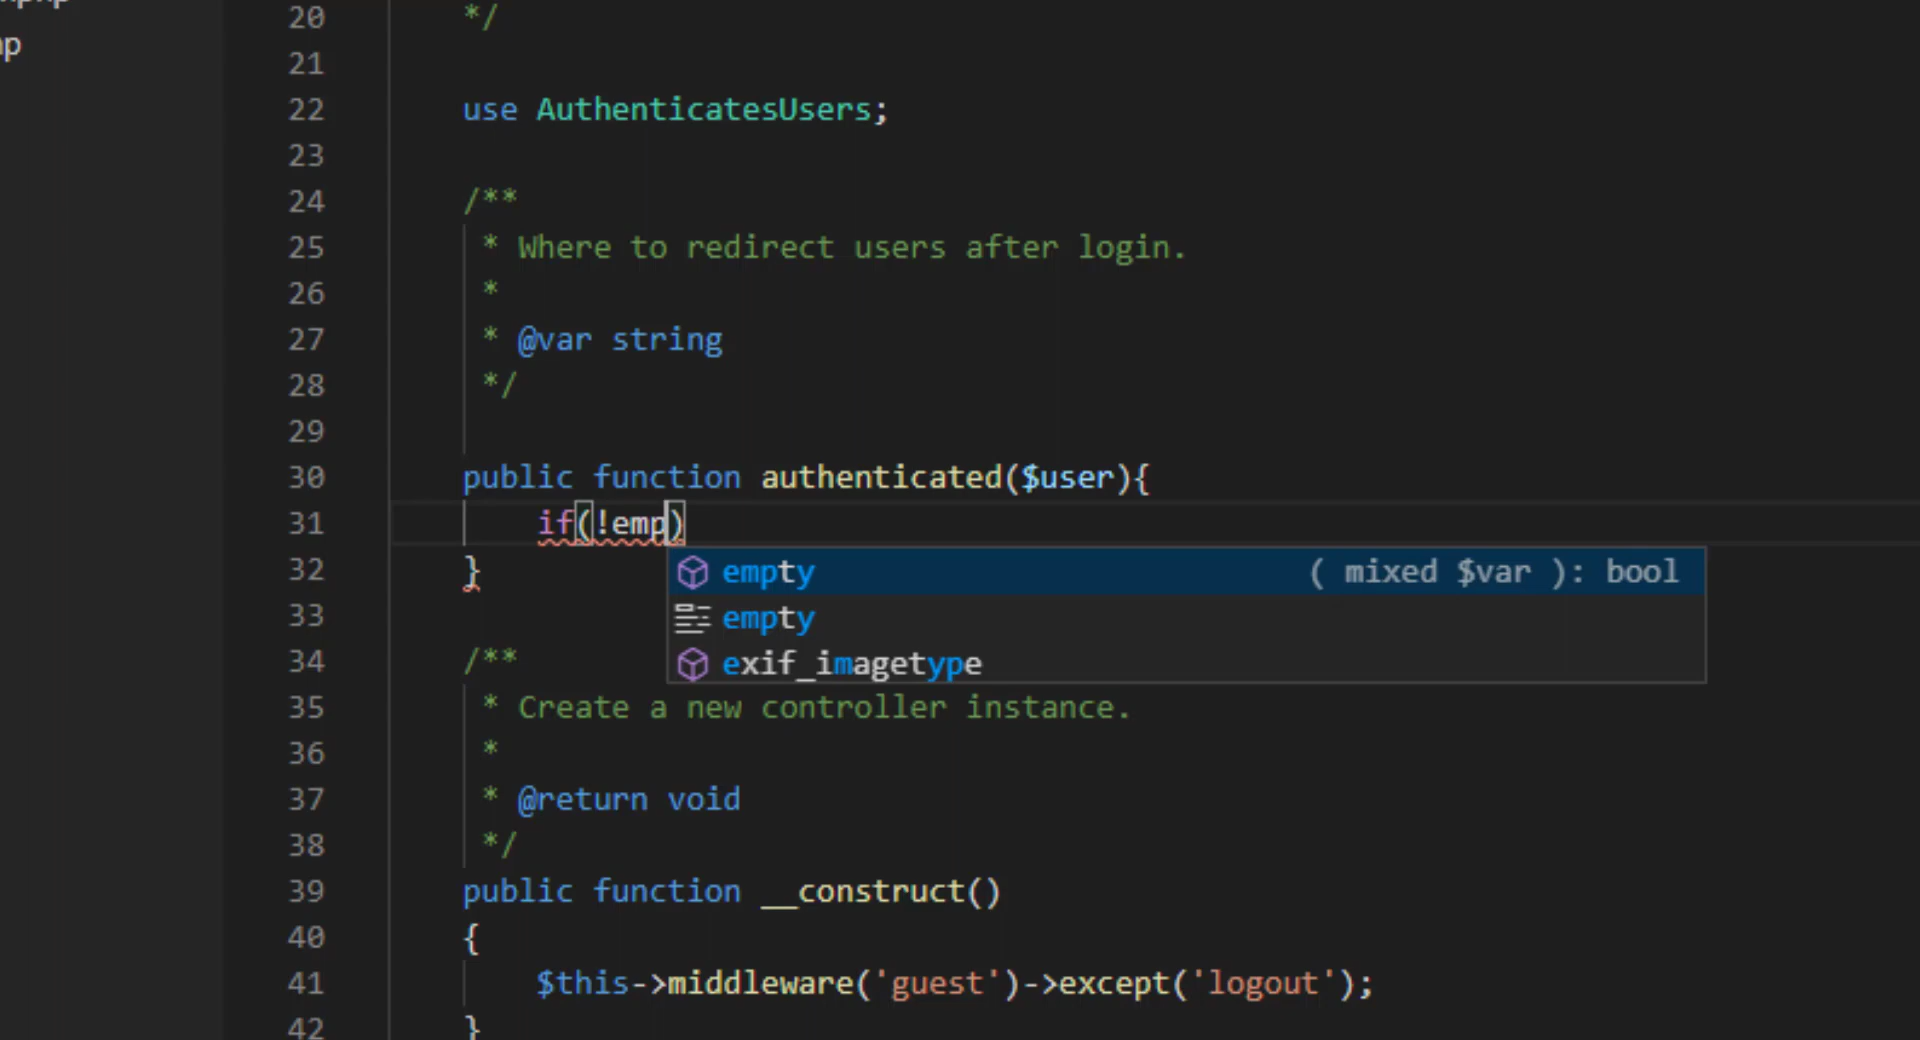 20 */
21
22 use AuthenticatesUsers;
23
24 /**
25 * Where to redirect users after login.
26 *
27 * @var string
28 */
29
30 public function authenticated($user){
31 if(!emp)
empty ( mixed $var ): bool
32 }
empty
33
exif_imagetype
34 /**
35 * Create a new controller instance.
36 *
37 * @return void
38 */
39 public function __construct()
40 {
41 $this->middleware('guest')->except('logout');
42 }